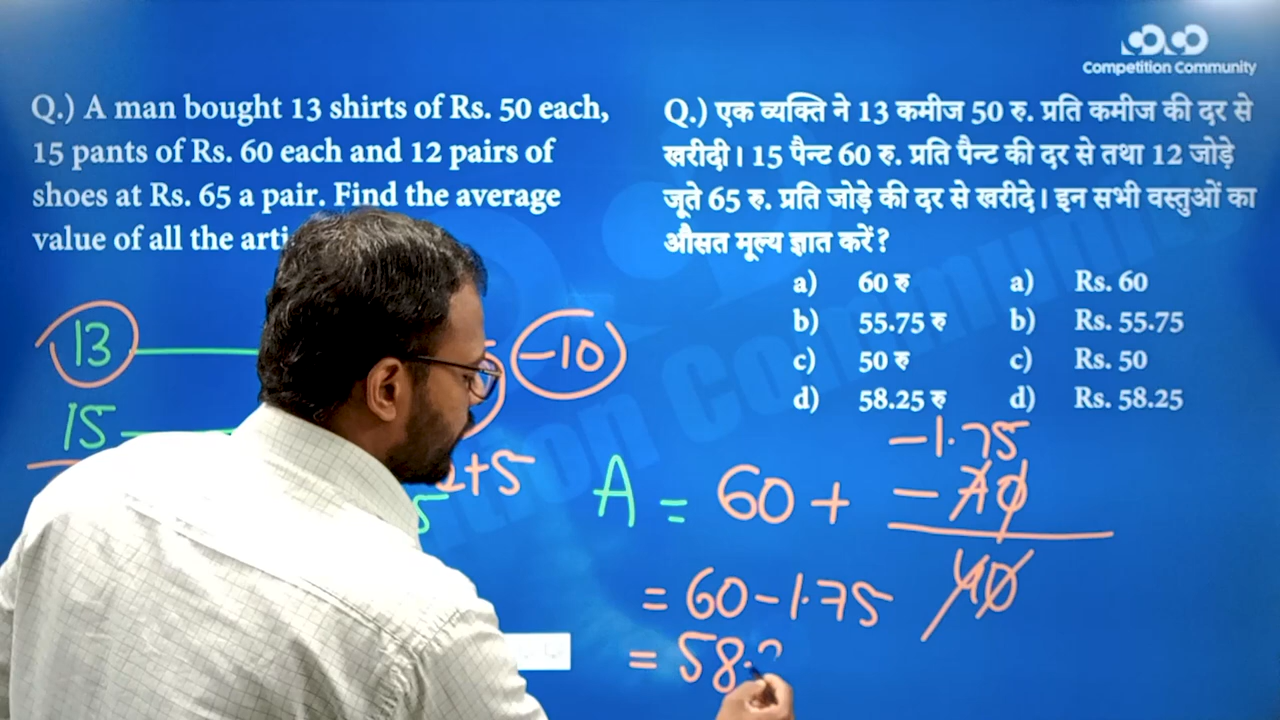 Competition Community
Q.) A man bought 13 shirts of Rs. 50 each,
15 pants of Rs. 60 each and 12 pairs of
shoes at Rs. 65 a pair. Find the average
value of all the
Q.) एक व्यक्ति ने 13 कमीज 50 रु. प्रति कमीज की दर से
खरीदी। 15 पैन्ट 60 रु. प्रति पैन्ट की दर से तथा 12 जोड़े
जूते 65 रु. प्रति जोड़े की दर से खरीदे। इन सभी वस्तुओं का
औसत मूल्य ज्ञात करें?
a) 60 रु a) Rs. 60
b) 55.75 रु b) Rs. 55.75
c) 50 रु c) Rs. 50
d) 58.25 रु d) Rs. 58.25
13 -10
15
+5
-1.75
A = 60 +
= 60-1.75
= 58.